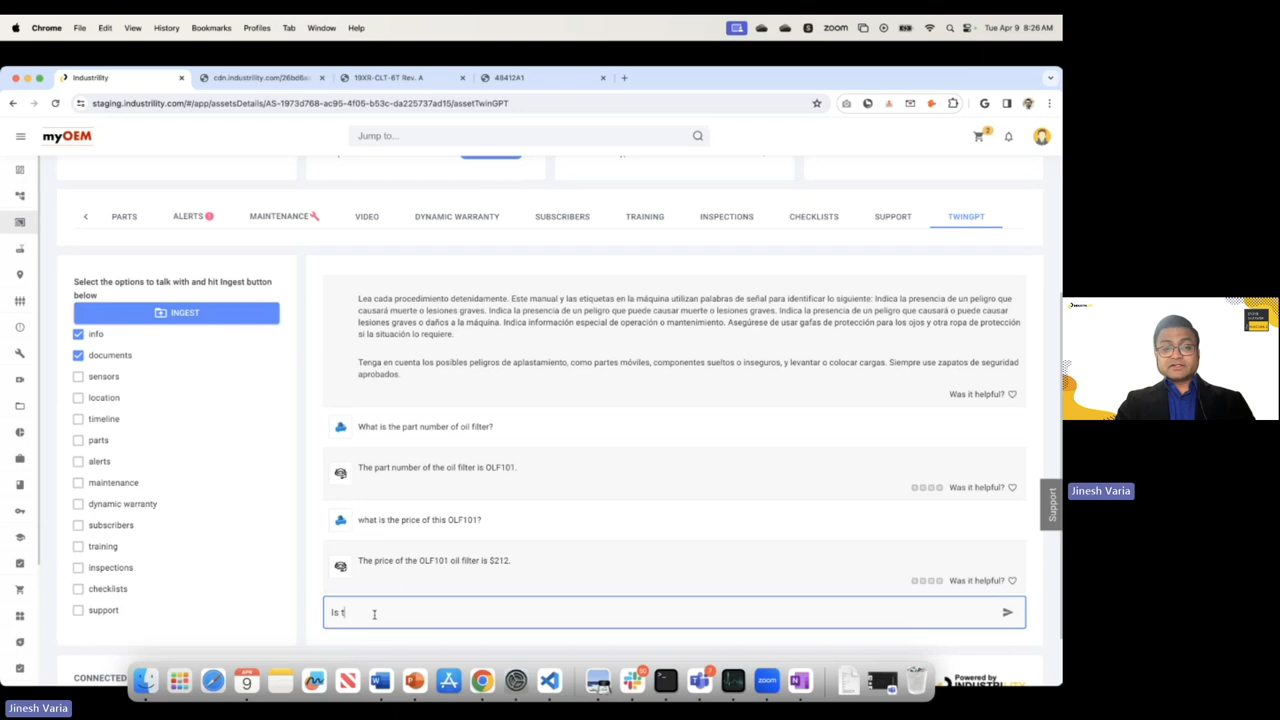 Chrome File Edit View History Bookmarks Profiles Tab Window Help
zoom Tue Apr 9 8:26 AM
Industrility
19XR-CLT-6T Rev. A
48412A1
staging.industrility.com/#/app/assetsDetails/AS-1973d768-ac95-4f05-b53c-da225737ad15/assetTwinGPT
myOEM
Jump to...
2
PARTS ALERTS MAINTENANCE VIDEO DYNAMIC WARRANTY SUBSCRIBERS TRAINING INSPECTIONS CHECKLISTS SUPPORT TWINGPT
Select the options to talk with and hit Ingest button
below
INGEST
info
documents
sensors
location
timeline
parts
alerts
maintenance
dynamic warranty
subscribers
training
inspections
checklists
support
Lea cada procedimiento detenidamente. Este manual y las etiquetas en la máquina utilizan palabras de señal para identificar lo siguiente: Indica la presencia de un peligro que
causará muerte o lesiones graves. Indica la presencia de un peligro que puede causar muerte o lesiones graves. Indica la presencia de un peligro que causará o puede causar
lesiones graves o daños a la máquina. Indica información especial de operación o mantenimiento. Asegúrese de usar gafas de protección para los ojos y otra ropa de protección
si la situación lo requiere.
Tenga en cuenta los posibles peligros de aplastamiento, como partes móviles, componentes sueltos o inseguros, y levantar o colocar cargas. Siempre use zapatos de seguridad
aprobados.
Was it helpful?
What is the part number of oil filter?
The part number of the oil filter is OLF101.
Was it helpful?
what is the price of this OLF101?
The price of the OLF101 oil filter is $212.
Was it helpful?
Is t
Support
CONNECTED
Powered by
APR
9
zoom
Jinesh Varia
Jinesh Varia